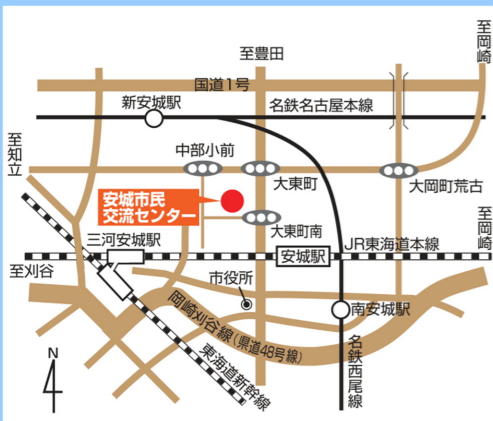 至豊田
至岡崎
国道1号
新安城駅
名鉄名古屋本線
至知立
中部小前
大東町
大岡町荒古
安城市民
交流センター
大東町南
至岡崎
三河安城駅
安城駅
JR東海道本線
至刈谷
市役所
岡崎刈谷線(県道48号線)
南安城駅
東海道新幹線
名鉄西尾線
N